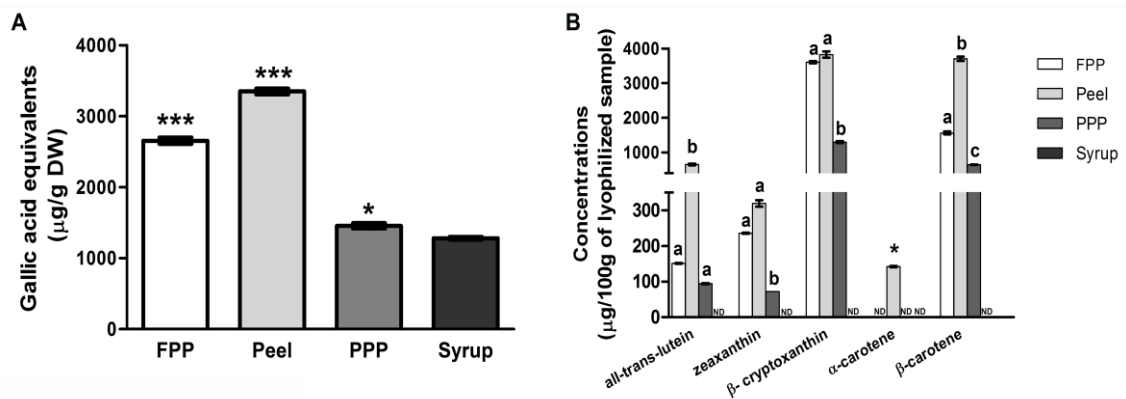 A
Gallic acid equivalents
(µg/g DW)
4000
3000
2000
1000
0
***
***
*
FPP Peel PPP Syrup
B
Concentrations
(µg/100g of lyophilized sample)
4000
3000
2000
1000
300
200
100
0
a b a ND
a a b ND
a a b ND
ND * ND ND
a b c ND
all-trans-lutein
zeaxanthin
β- cryptoxanthin
α-carotene
β-carotene
FPP
Peel
PPP
Syrup